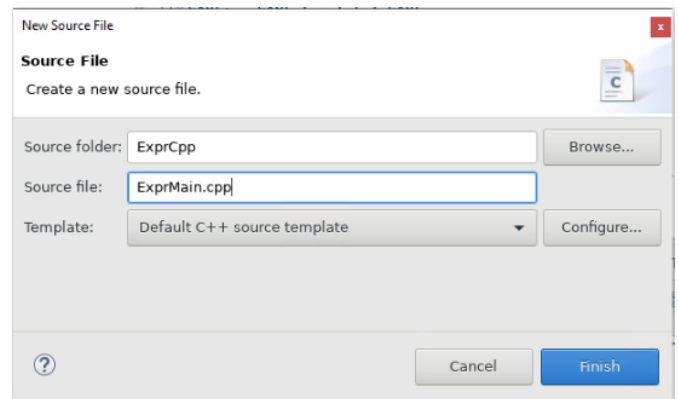 New Source File
x
Source File
Create a new source file.
C
Source folder: ExprCpp Browse...
Source file: ExprMain.cpp
Template: Default C++ source template Configure...
? Cancel Finish